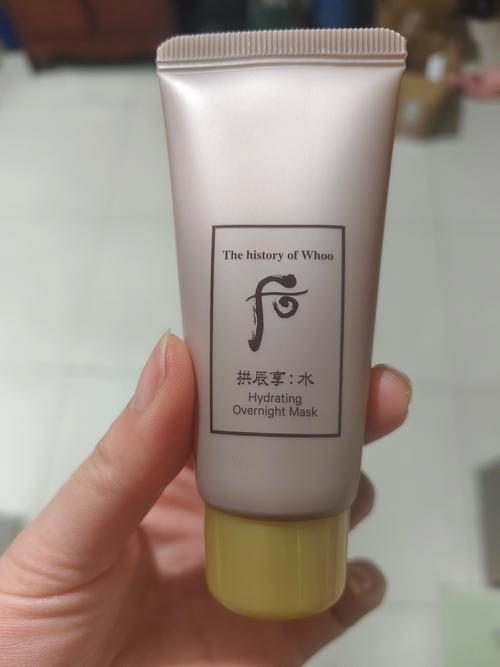 The history of Whoo
拱辰享:水
Hydrating
Overnight Mask